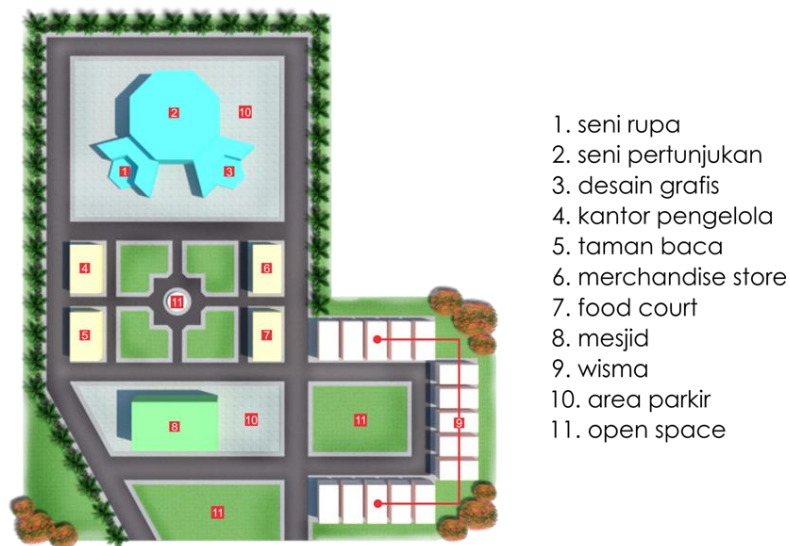 2
10
1
3
4
6
11
5
7
8
10
11
9
11
1. seni rupa
2. seni pertunjukan
3. desain grafis
4. kantor pengelola
5. taman baca
6. merchandise store
7. food court
8. mesjid
9. wisma
10. area parkir
11. open space